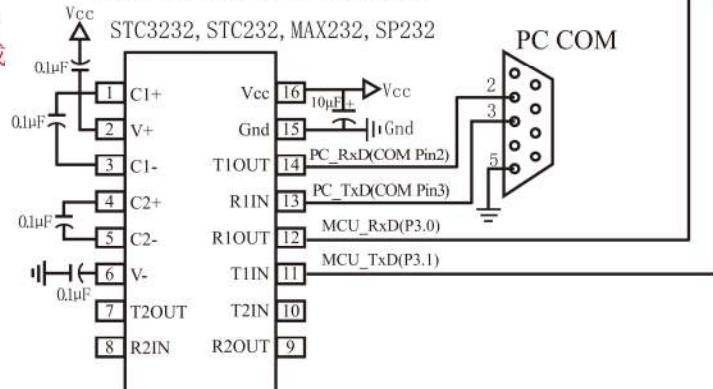 Vcc
STC3232, STC232, MAX232, SP232
PC COM
0.1μF
1 C1+ Vcc 16 Vcc
0.1μF
10μF +
2 V+ Gnd 15 Gnd
3 C1- T1OUT 14 PC_RxD(COM Pin2)
4 C2+ R1IN 13 PC_TxD(COM Pin3)
0.1μF
5 C2- R1OUT 12 MCU_RxD(P3.0)
6 V- T1IN 11 MCU_TxD(P3.1)
0.1μF
7 T2OUT T2IN 10
8 R2IN R2OUT 9
2
3
5